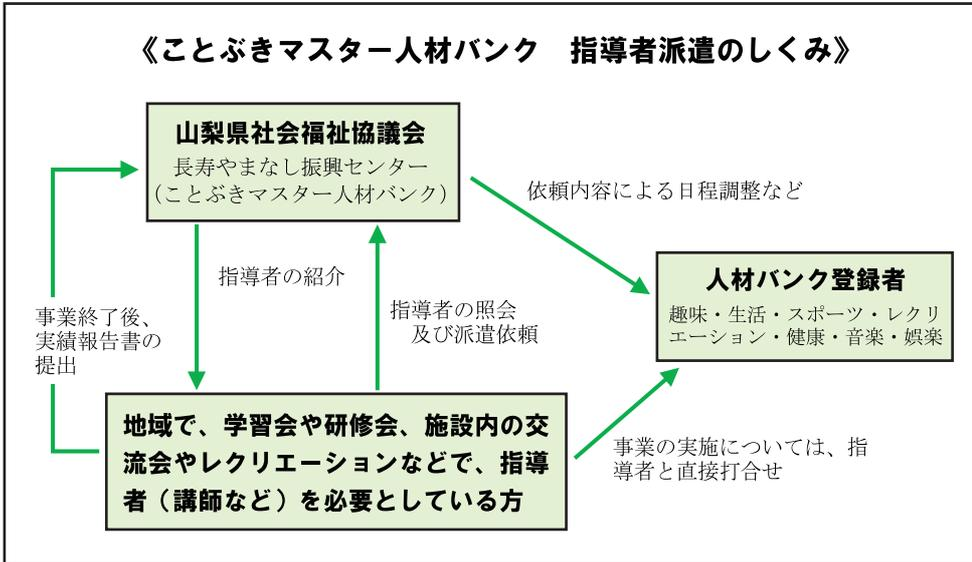 《ことぶきマスター人材バンク　指導者派遣のしくみ》
山梨県社会福祉協議会
長寿やまなし振興センター
（ことぶきマスター人材バンク）
依頼内容による日程調整など
指導者の紹介
指導者の照会
及び派遣依頼
人材バンク登録者
趣味・生活・スポーツ・レクリ
エーション・健康・音楽・娯楽
事業終了後、
実績報告書の
提出
地域で、学習会や研修会、施設内の交
流会やレクリエーションなどで、指導
者（講師など）を必要としている方
事業の実施については、指
導者と直接打合せ